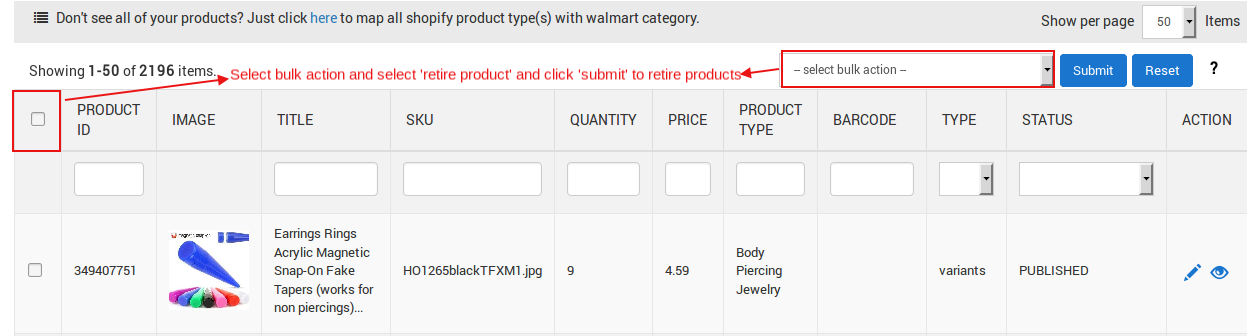 Don't see all of your products? Just click here to map all shopify product type(s) with walmart category.
Show per page 50 Items
Showing 1-50 of 2196 items.
Select bulk action and select 'retire product' and click 'submit' to retire products
-- select bulk action --
Submit
Reset
?
PRODUCT ID
IMAGE
TITLE
SKU
QUANTITY
PRICE
PRODUCT TYPE
BARCODE
TYPE
STATUS
ACTION
349407751
Earrings Rings
Acrylic Magnetic
Snap-On Fake
Tapers (works for
non piercings)...
HO1265blackTFXM1.jpg
9
4.59
Body
Piercing
Jewelry
variants
PUBLISHED